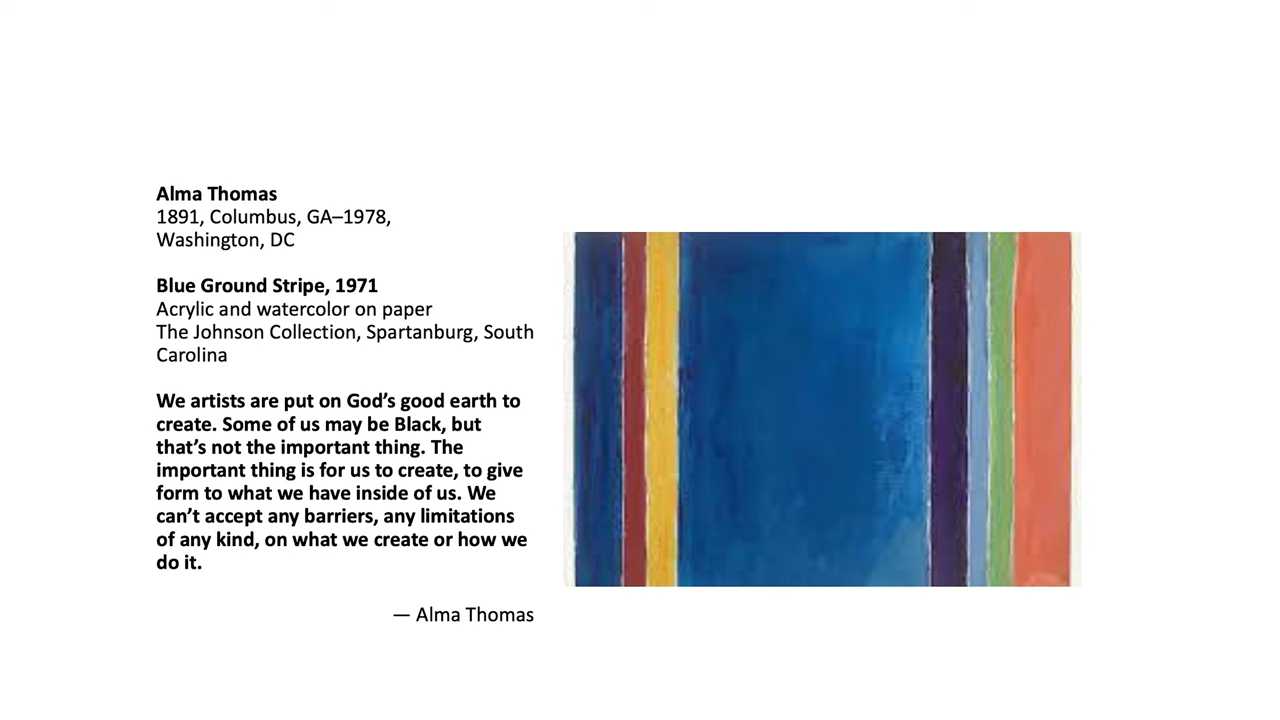 Alma Thomas
1891, Columbus, GA–1978,
Washington, DC
Blue Ground Stripe, 1971
Acrylic and watercolor on paper
The Johnson Collection, Spartanburg, South
Carolina
We artists are put on God’s good earth to
create. Some of us may be Black, but
that’s not the important thing. The
important thing is for us to create, to give
form to what we have inside of us. We
can’t accept any barriers, any limitations
of any kind, on what we create or how we
do it.
— Alma Thomas